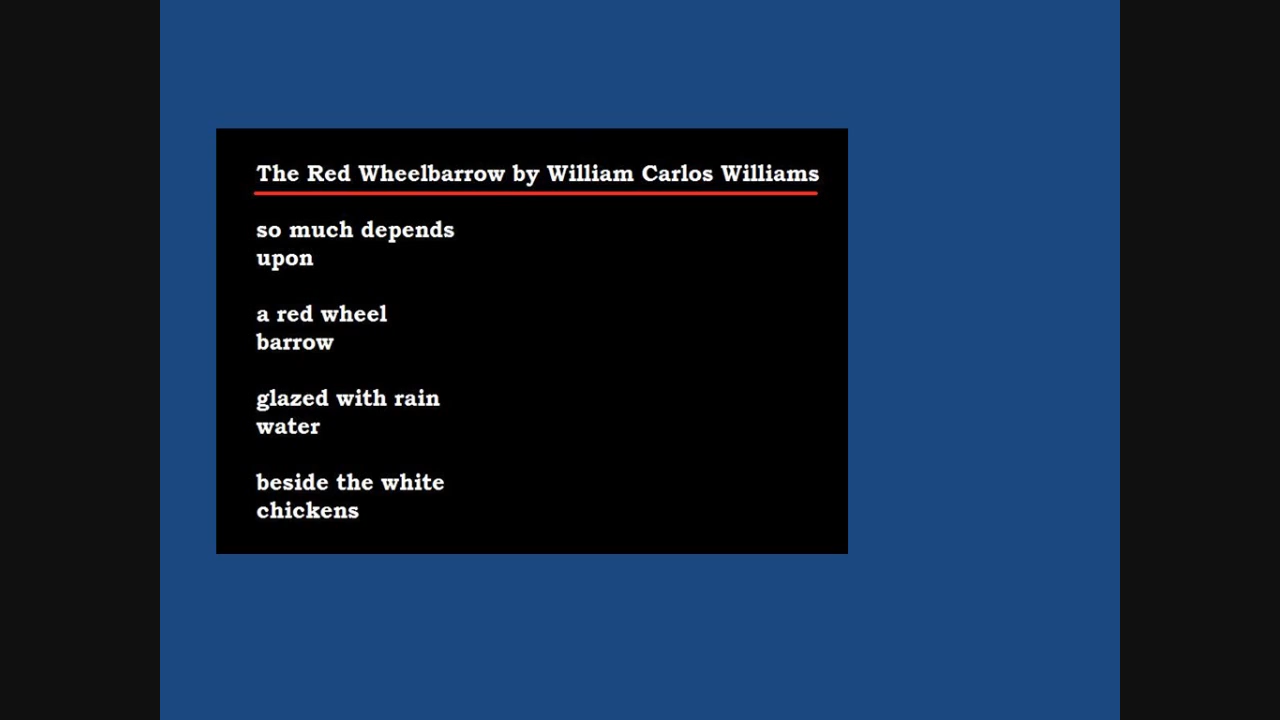 The Red Wheelbarrow by William Carlos Williams
so much depends
upon
a red wheel
barrow
glazed with rain
water
beside the white
chickens